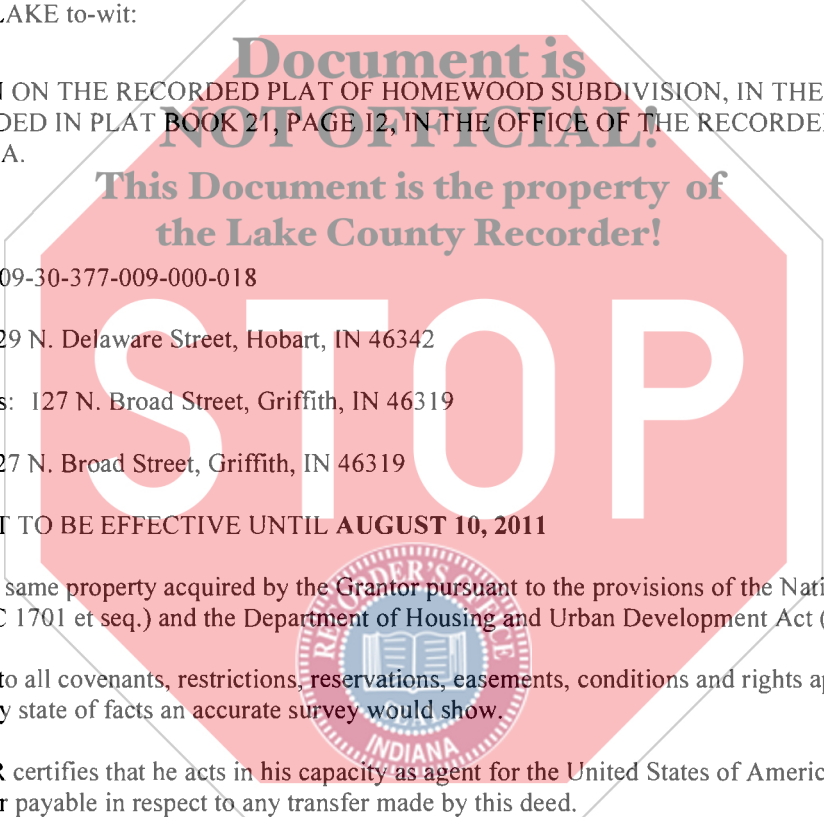 LAKE to-wit:
Document is
ON THE RECORDED PLAT OF HOMEWOOD SUBDIVISION, IN THE
DED IN PLAT BOOK 21, PAGE 12, IN THE OFFICE OF THE RECORDE
NOT OFFICIAL!
A.
This Document is the property of
the Lake County Recorder!
09-30-377-009-000-018
STOP
29 N. Delaware Street, Hobart, IN 46342
s: 127 N. Broad Street, Griffith, IN 46319
27 N. Broad Street, Griffith, IN 46319
T TO BE EFFECTIVE UNTIL AUGUST 10, 2011
same property acquired by the Grantor pursuant to the provisions of the Nati
C 1701 et seq.) and the Department of Housing and Urban Development Act (
RECORDER'S OFFICE
to all covenants, restrictions, reservations, easements, conditions and rights a
y state of facts an accurate survey would show.
SEAL
INDIANA
R certifies that he acts in his capacity as agent for the United States of Americ
r payable in respect to any transfer made by this deed.